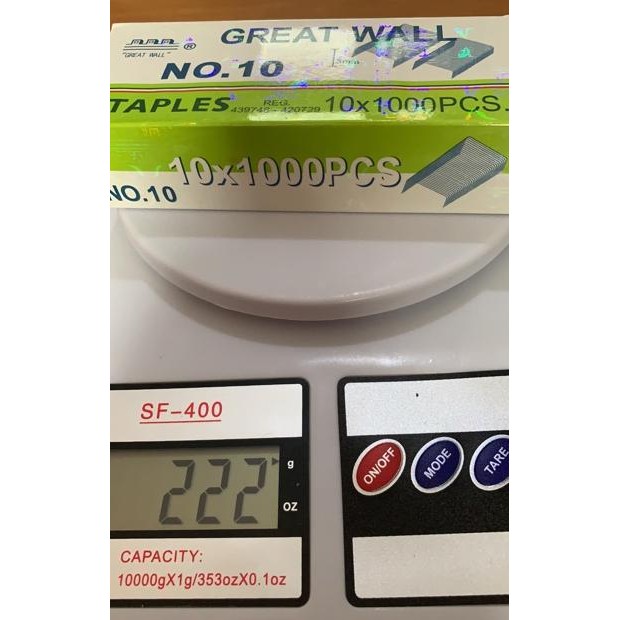 GREAT WALL
®
"GREAT WALL"
NO.10
5mm
TAPLES REG. 10x1000PCS.
10x1000PCS
NO.10
SF-400
222 g
oz
ON/OFF
MODE
TARE
CAPACITY:
10000gX1g/353ozX0.1oz